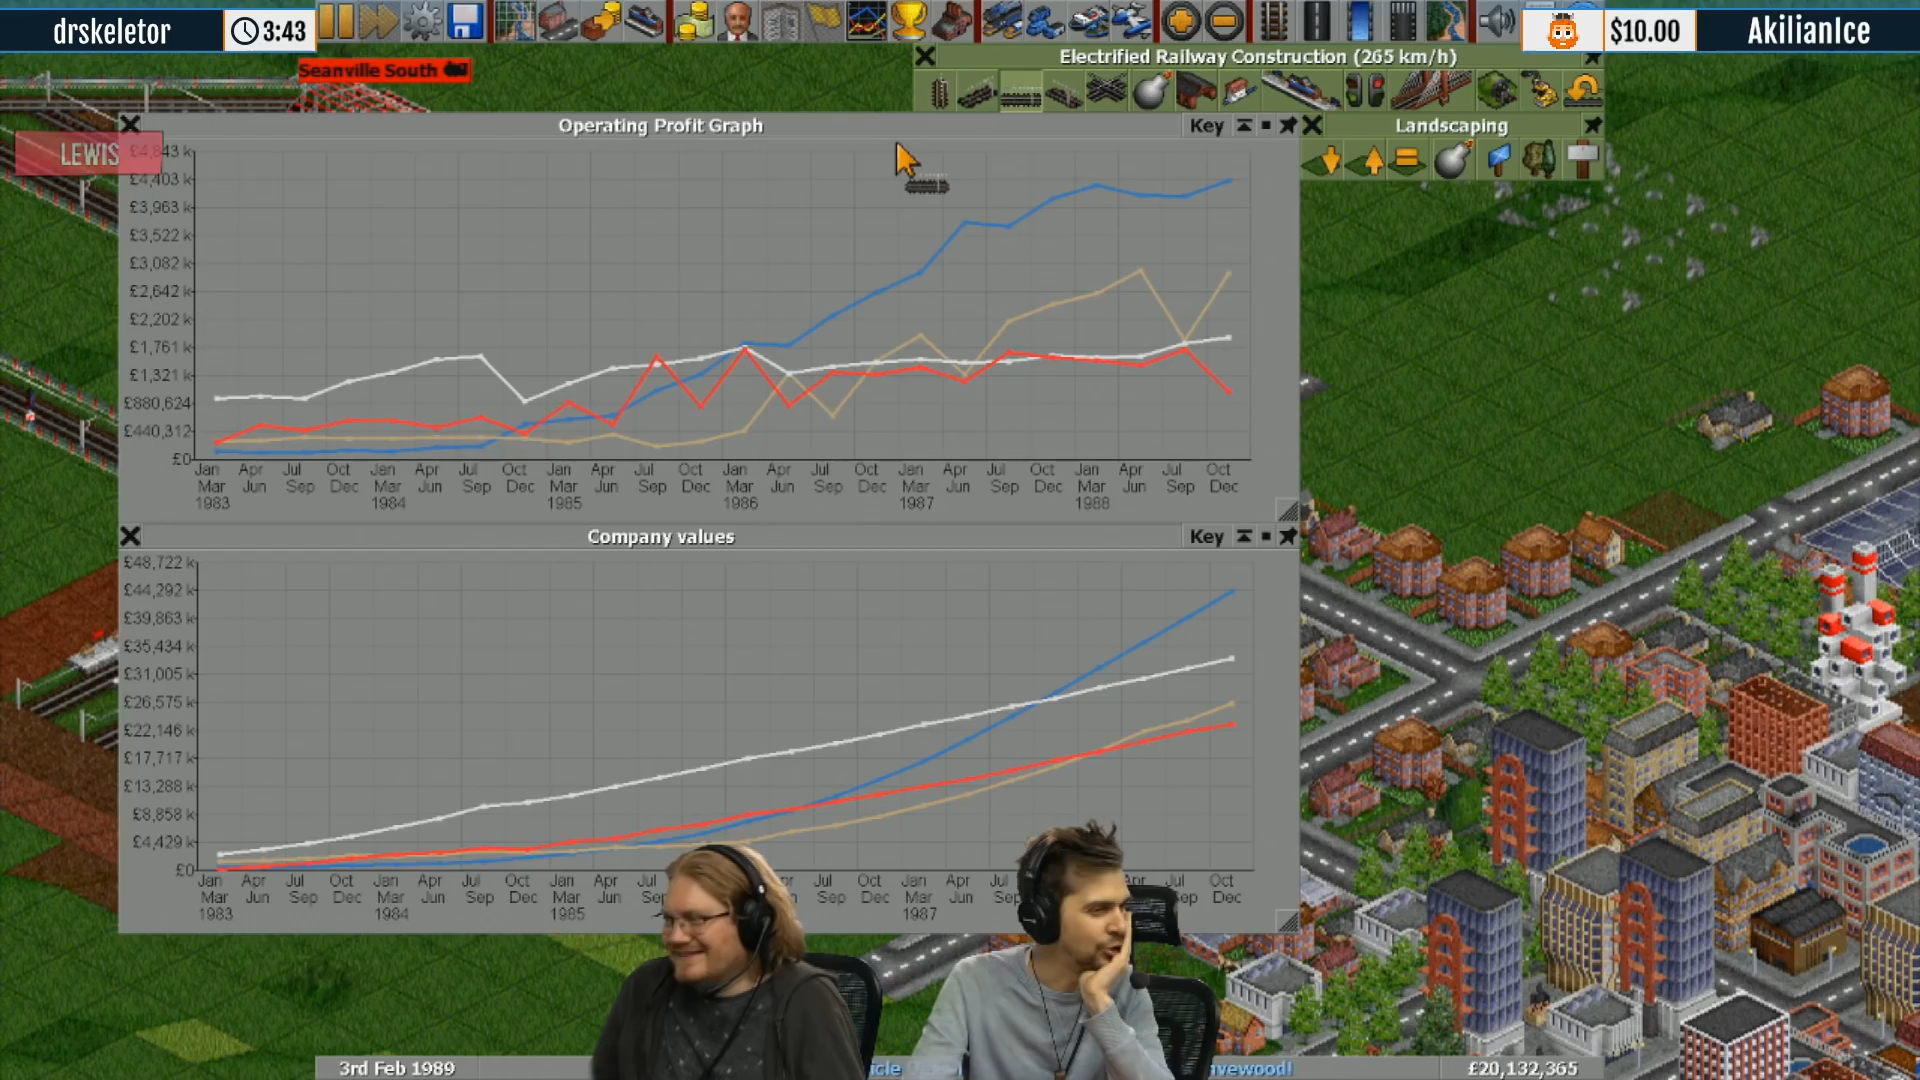 drskeletor
3:43
$10.00
AkilianIce
Seanville South
Electrified Railway Construction (265 km/h)
LEWIS
Operating Profit Graph
Key
Landscaping
£4,843 k
£4,403 k
£3,963 k
£3,522 k
£3,082 k
£2,642 k
£2,202 k
£1,761 k
£1,321 k
£880,624
£440,312
£0
Jan Apr Jul Oct Jan Apr Jul Oct Jan Apr Jul Oct Jan Apr Jul Oct Jan Apr Jul Oct Jan Apr Jul Oct
Mar Jun Sep Dec Mar Jun Sep Dec Mar Jun Sep Dec Mar Jun Sep Dec Mar Jun Sep Dec Mar Jun Sep Dec
1983 1984 1985 1986 1987 1988
Company values
Key
£48,722 k
£44,292 k
£39,863 k
£35,434 k
£31,005 k
£26,575 k
£22,146 k
£17,717 k
£13,288 k
£8,858 k
£4,429 k
£0
Jan Apr Jul Oct Jan Apr Jul Oct Jan Apr Jul Jul Oct Jan Apr Jul Apr Jul Oct
Mar Jun Sep Dec Mar Jun Sep Dec Mar Jun Sep Dec Mar Jun Dec
1983 1984 1985 1987
3rd Feb 1989
£20,132,365